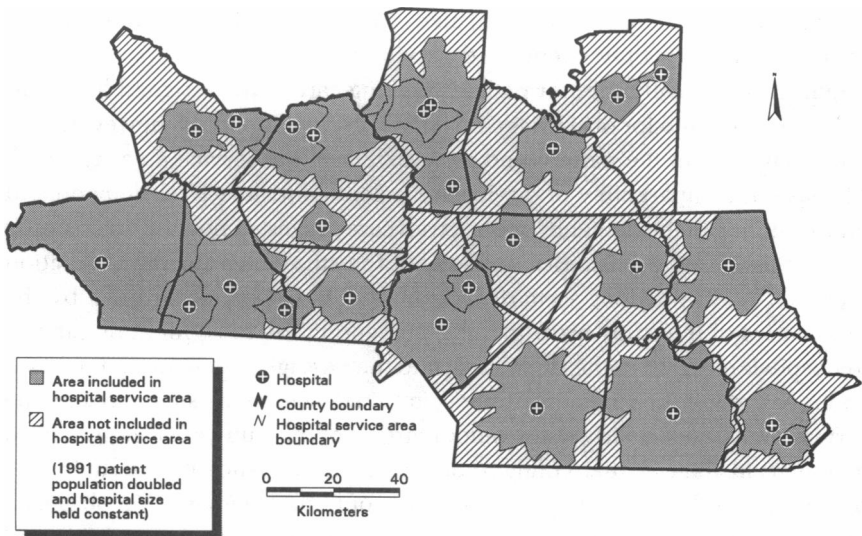 Area included in
hospital service area
Area not included in
hospital service area
(1991 patient
population doubled
and hospital size
held constant)
Hospital
County boundary
Hospital service area
boundary
0 20 40
Kilometers